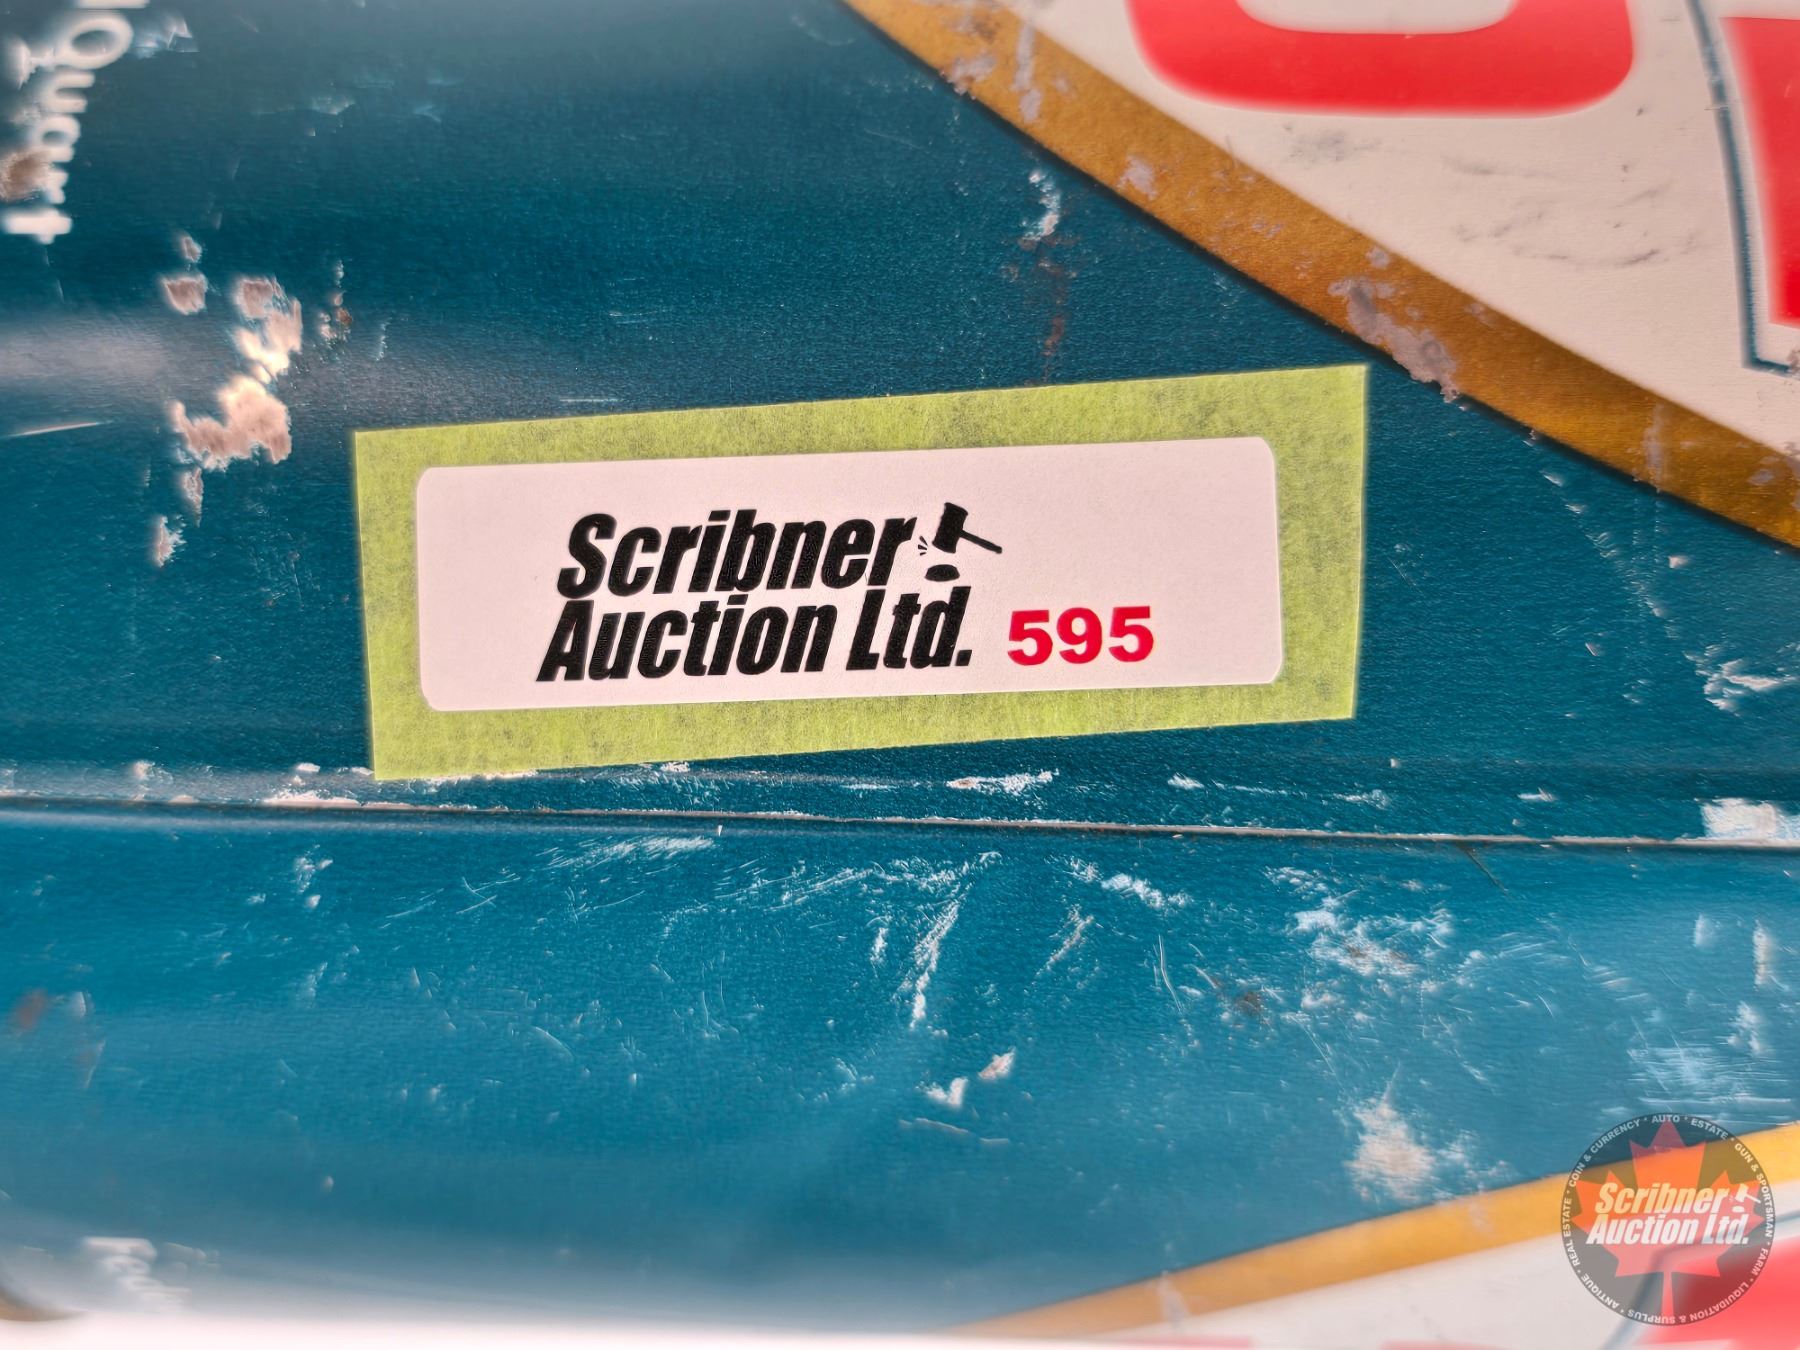 Quart
Scribner
Auction Ltd. 595
COIN & CURRENCY * AUTO * ESTATE * GUN & SPORTSMAN * FARM * LIQUIDATION & SURPLUS * ANTIQUE * REAL ESTATE *
Scribner
Auction Ltd.